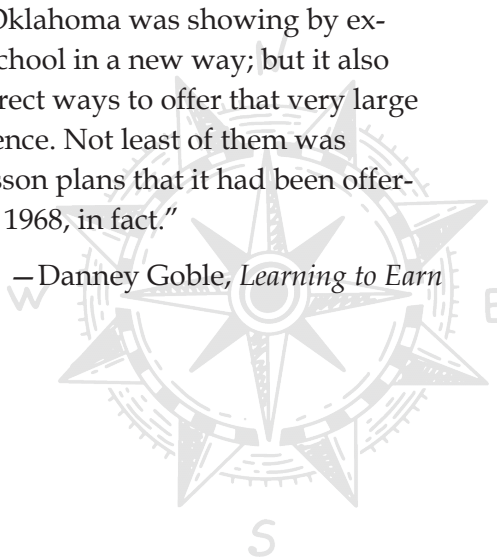 Oklahoma was showing by ex-
chool in a new way; but it also
rect ways to offer that very large
ence. Not least of them was
sson plans that it had been offer-
1968, in fact.”
—Danney Goble, Learning to Earn
N
W
E
S